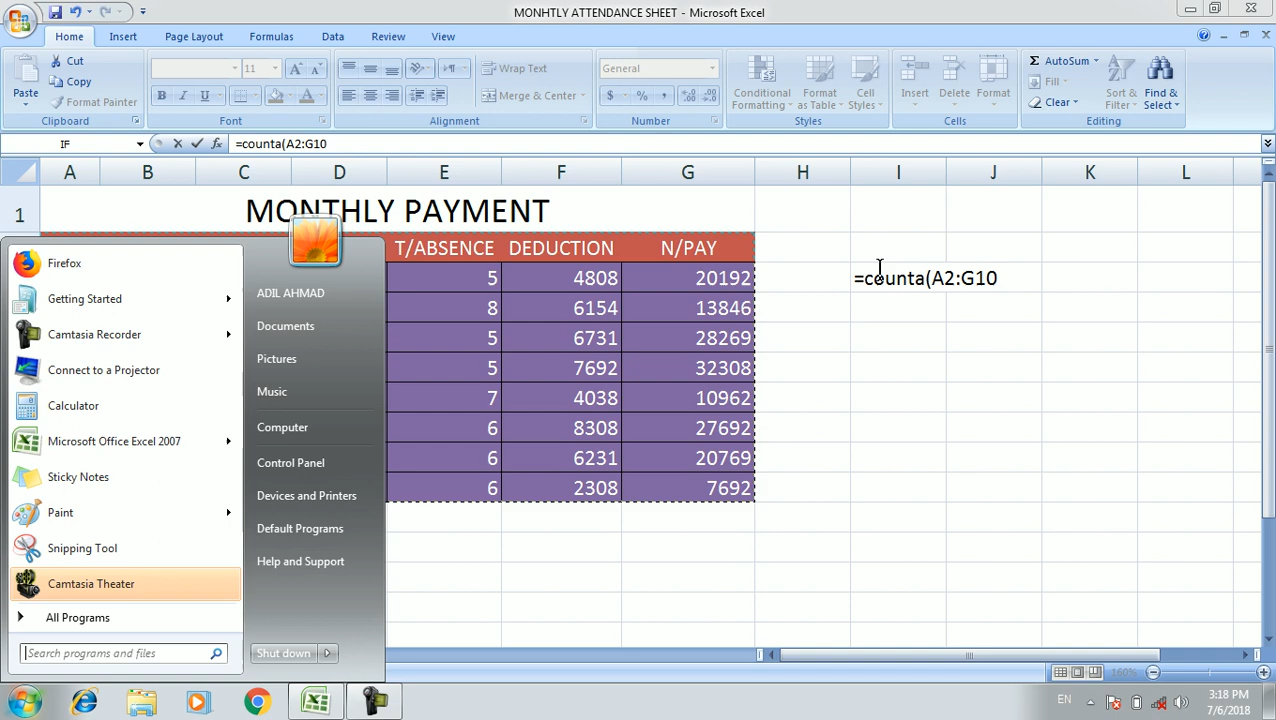 MONHTLY ATTENDANCE SHEET - Microsoft Excel
Home Insert Page Layout Formulas Data Review View
Paste
Cut
Copy
Format Painter
Clipboard
11
A A
B I U A
Font
Wrap Text
Merge & Center
Alignment
General
$ % ,
Number
Conditional Formatting
Format as Table
Cell Styles
Styles
Insert Delete Format
Cells
AutoSum
Fill
Clear
Sort & Filter
Find & Select
Editing
IF fx =counta(A2:G10
A B C D E F G H I J K L
1 MONTHLY PAYMENT
T/ABSENCE DEDUCTION N/PAY
5 4808 20192 =counta(A2:G10
8 6154 13846
5 6731 28269
5 7692 32308
7 4038 10962
6 8308 27692
6 6231 20769
6 2308 7692
Firefox
Getting Started
Camtasia Recorder
Connect to a Projector
Calculator
Microsoft Office Excel 2007
Sticky Notes
Paint
Snipping Tool
Camtasia Theater
All Programs
Search programs and files
ADIL AHMAD
Documents
Pictures
Music
Computer
Control Panel
Devices and Printers
Default Programs
Help and Support
Shut down
160%
EN
3:18 PM
7/6/2018